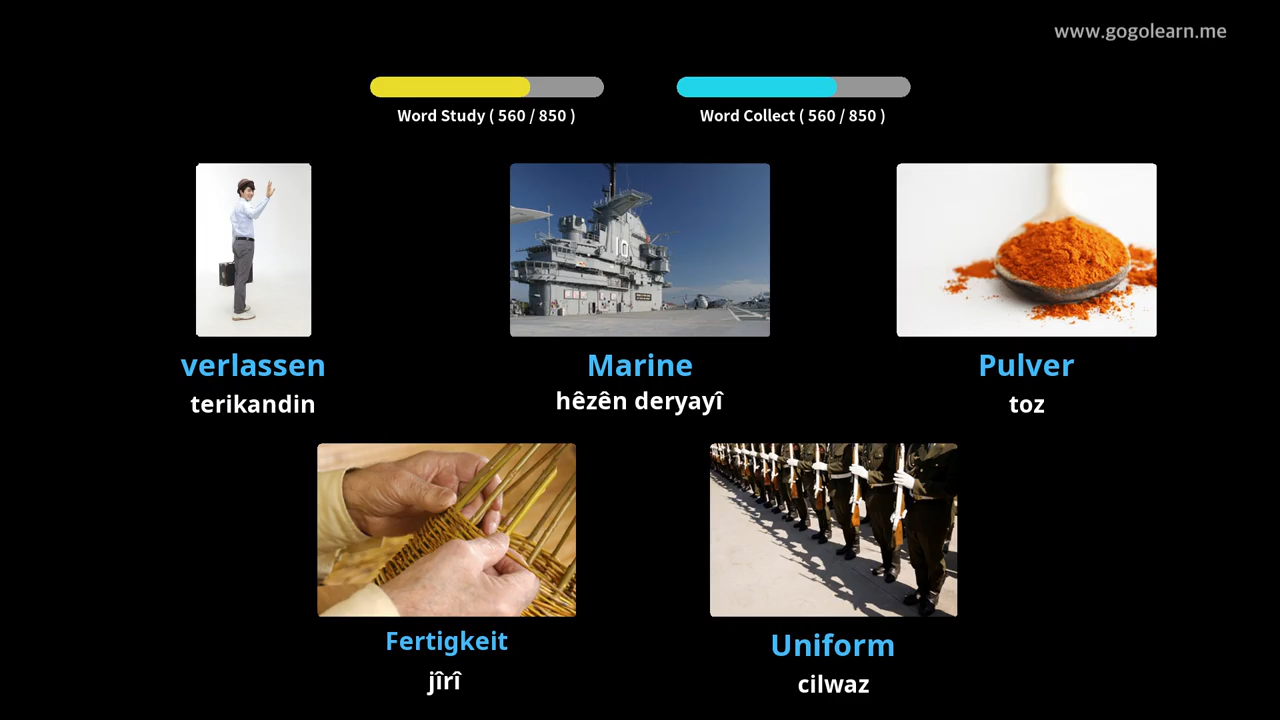 www.gogolearn.me
Word Study ( 560 / 850 )
Word Collect ( 560 / 850 )
verlassen
terikandin
Marine
hêzên deryayî
Pulver
toz
Fertigkeit
jîrî
Uniform
cilwaz